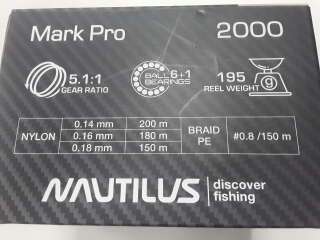 Mark Pro 2000
5.1:1 GEAR RATIO
BALL BEARINGS 6+1
195 REEL WEIGHT g
NYLON
0.14 mm 200 m
0.16 mm 180 m
0.18 mm 150 m
BRAID PE #0.8 /150 m
NAUTILUS discover fishing